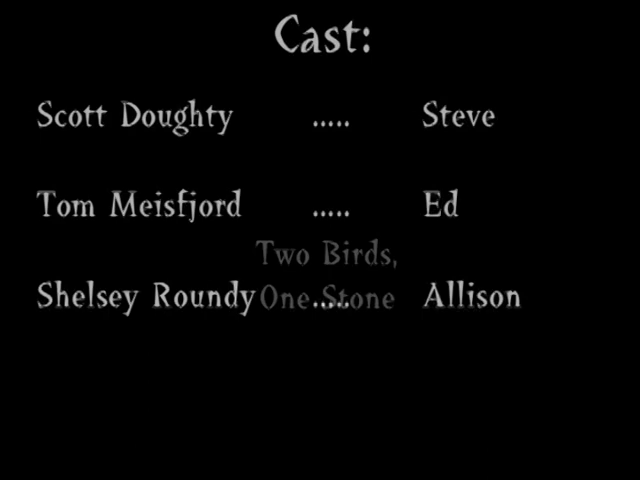 Cast:
Scott Doughty ..... Steve
Tom Meisfjord ..... Ed
Two Birds,
Shelsey Roundy ..... Allison
One Stone